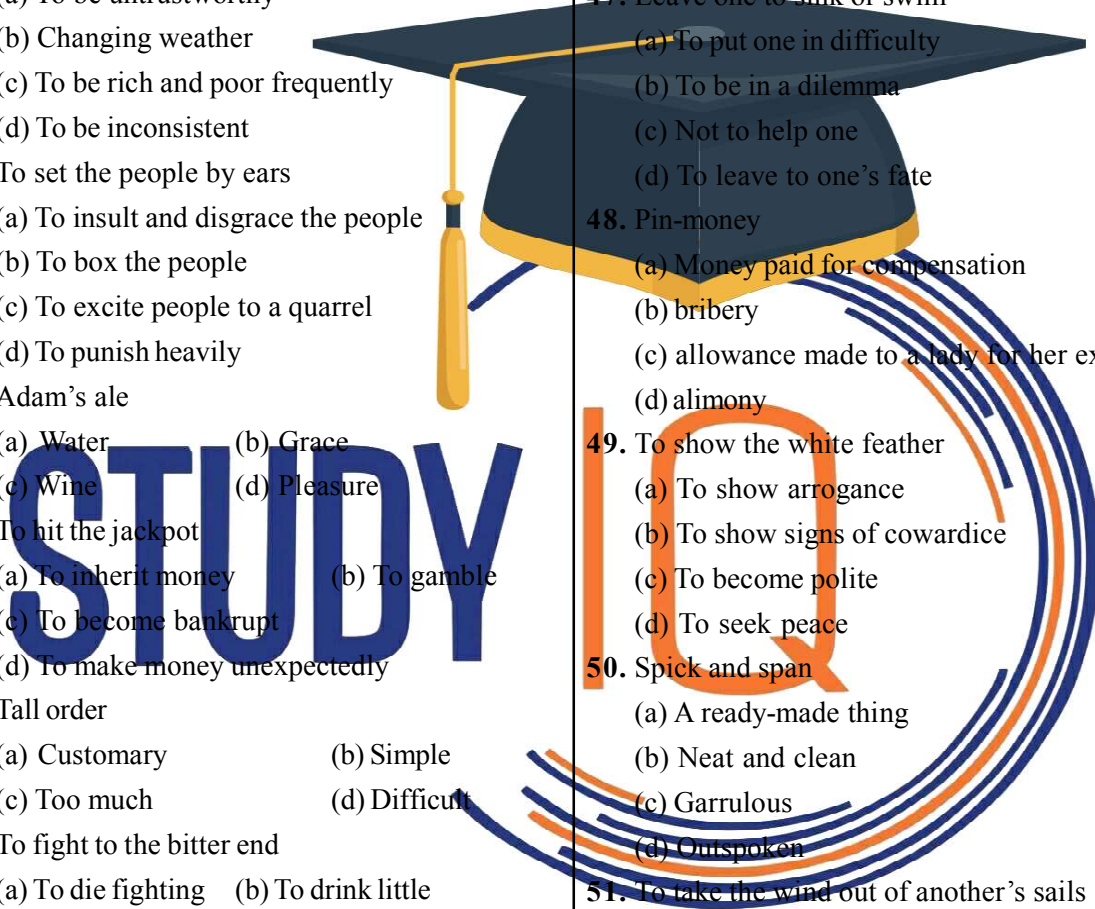 (a) To be untrustworthy
(b) Changing weather
(c) To be rich and poor frequently
(d) To be inconsistent
To set the people by ears
(a) To insult and disgrace the people
(b) To box the people
(c) To excite people to a quarrel
(d) To punish heavily
Adam's ale
(a) Water (b) Grace
(c) Wine (d) Pleasure
To hit the jackpot
(a) To inherit money (b) To gamble
(c) To become bankrupt
(d) To make money unexpectedly
Tall order
(a) Customary (b) Simple
(c) Too much (d) Difficult
To fight to the bitter end
(a) To die fighting (b) To drink little
47. Leave one to sink or swim
(a) To put one in difficulty
(b) To be in a dilemma
(c) Not to help one
(d) To leave to one's fate
48. Pin-money
(a) Money paid for compensation
(b) bribery
(c) allowance made to a lady for her
(d) alimony
49. To show the white feather
(a) To show arrogance
(b) To show signs of cowardice
(c) To become polite
(d) To seek peace
50. Spick and span
(a) A ready-made thing
(b) Neat and clean
(c) Garrulous
(d) Outspoken
51. To take the wind out of another's sails
STUDY IQ